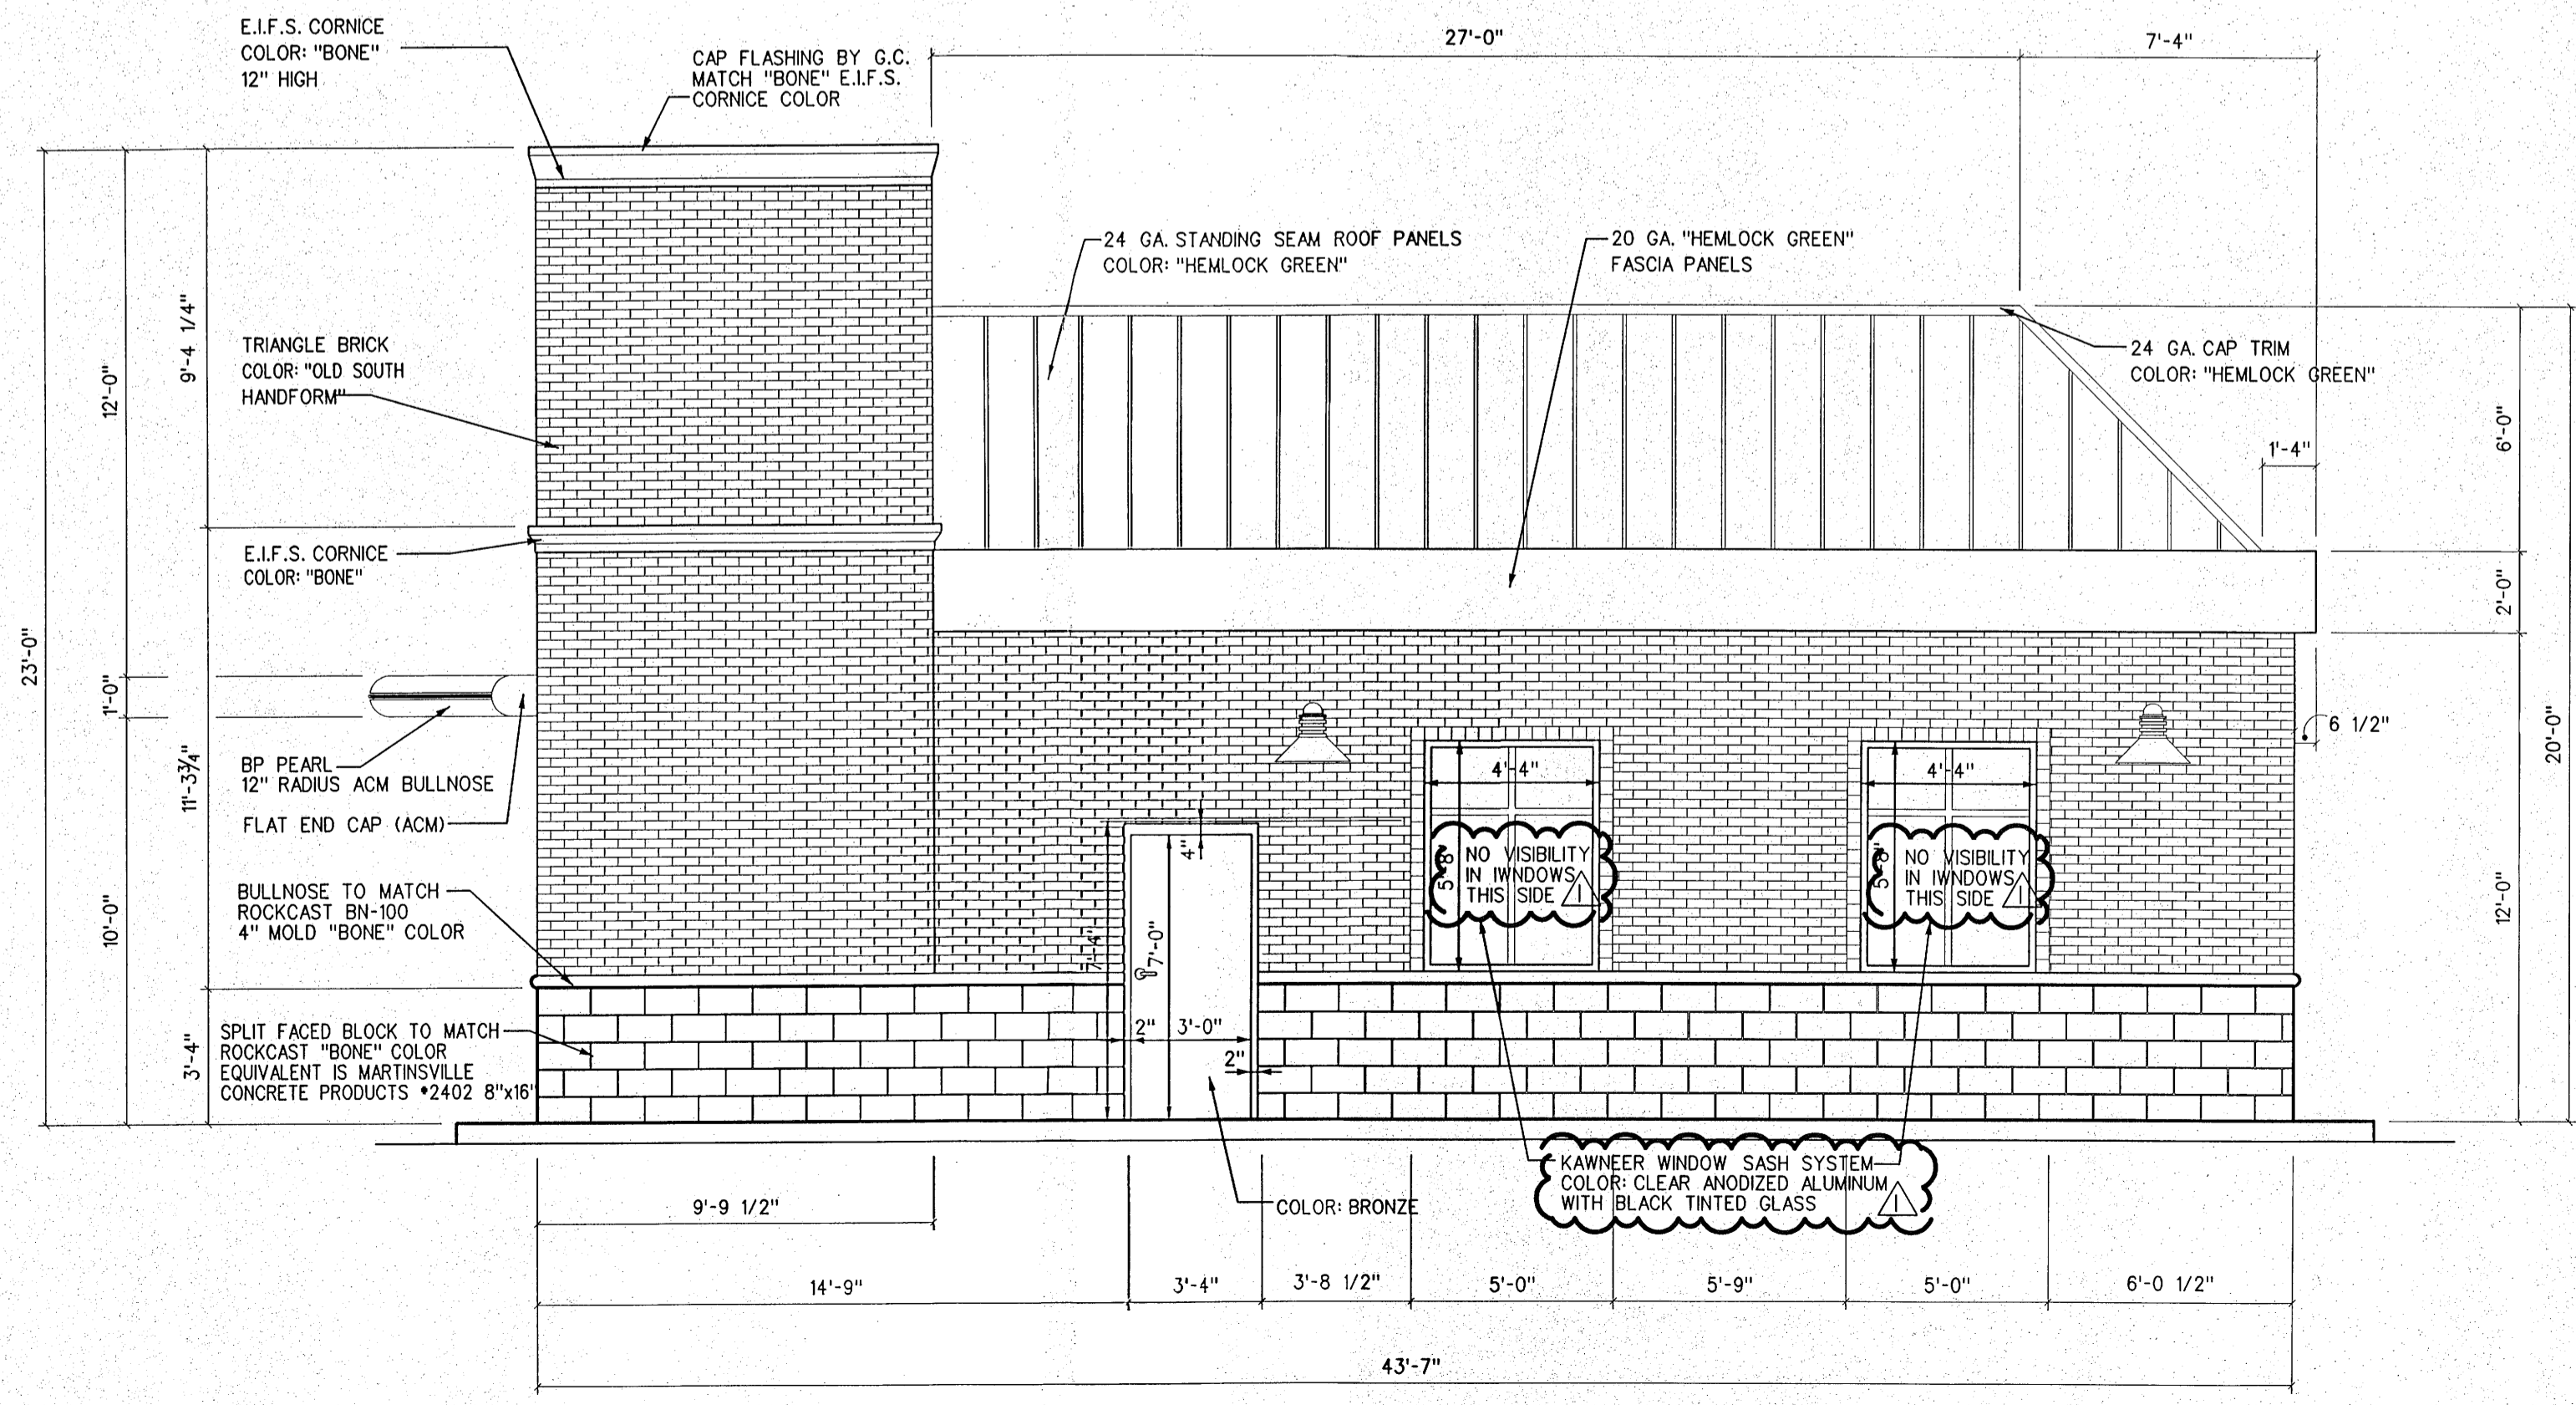 E.I.F.S. CORNICE
COLOR: "BONE"
12" HIGH
CAP FLASHING BY G.C.
MATCH "BONE" E.I.F.S.
CORNICE COLOR
27'-0"
7'-4"
24 GA. STANDING SEAM ROOF PANELS
COLOR: "HEMLOCK GREEN"
20 GA. "HEMLOCK GREEN"
FASCIA PANELS
24 GA. CAP TRIM
COLOR: "HEMLOCK GREEN"
1'-4"
6'-0"
2'-0"
12'-0"
20'-0"
6 1/2"
23'-0"
12'-0"
1'-0"
10'-0"
9'-4 1/4"
11'-3 3/4"
3'-4"
TRIANGLE BRICK
COLOR: "OLD SOUTH
HANDFORM"
E.I.F.S. CORNICE
COLOR: "BONE"
BP PEARL
12" RADIUS ACM BULLNOSE
FLAT END CAP (ACM)
BULLNOSE TO MATCH
ROCKCAST BN-100
4" MOLD "BONE" COLOR
SPLIT FACED BLOCK TO MATCH
ROCKCAST "BONE" COLOR
EQUIVALENT IS MARTINSVILLE
CONCRETE PRODUCTS #2402 8"x16"
4'-4"
5'-8"
NO VISIBILITY
IN IWNDOWS
THIS SIDE 1
4'-4"
5'-8"
NO VISIBILITY
IN IWNDOWS
THIS SIDE 1
4"
7'-4"
7'-0"
2" 3'-0"
2"
COLOR: BRONZE
KAWNEER WINDOW SASH SYSTEM
COLOR: CLEAR ANODIZED ALUMINUM
WITH BLACK TINTED GLASS 1
9'-9 1/2"
14'-9"
3'-4"
3'-8 1/2"
5'-0"
5'-9"
5'-0"
6'-0 1/2"
43'-7"